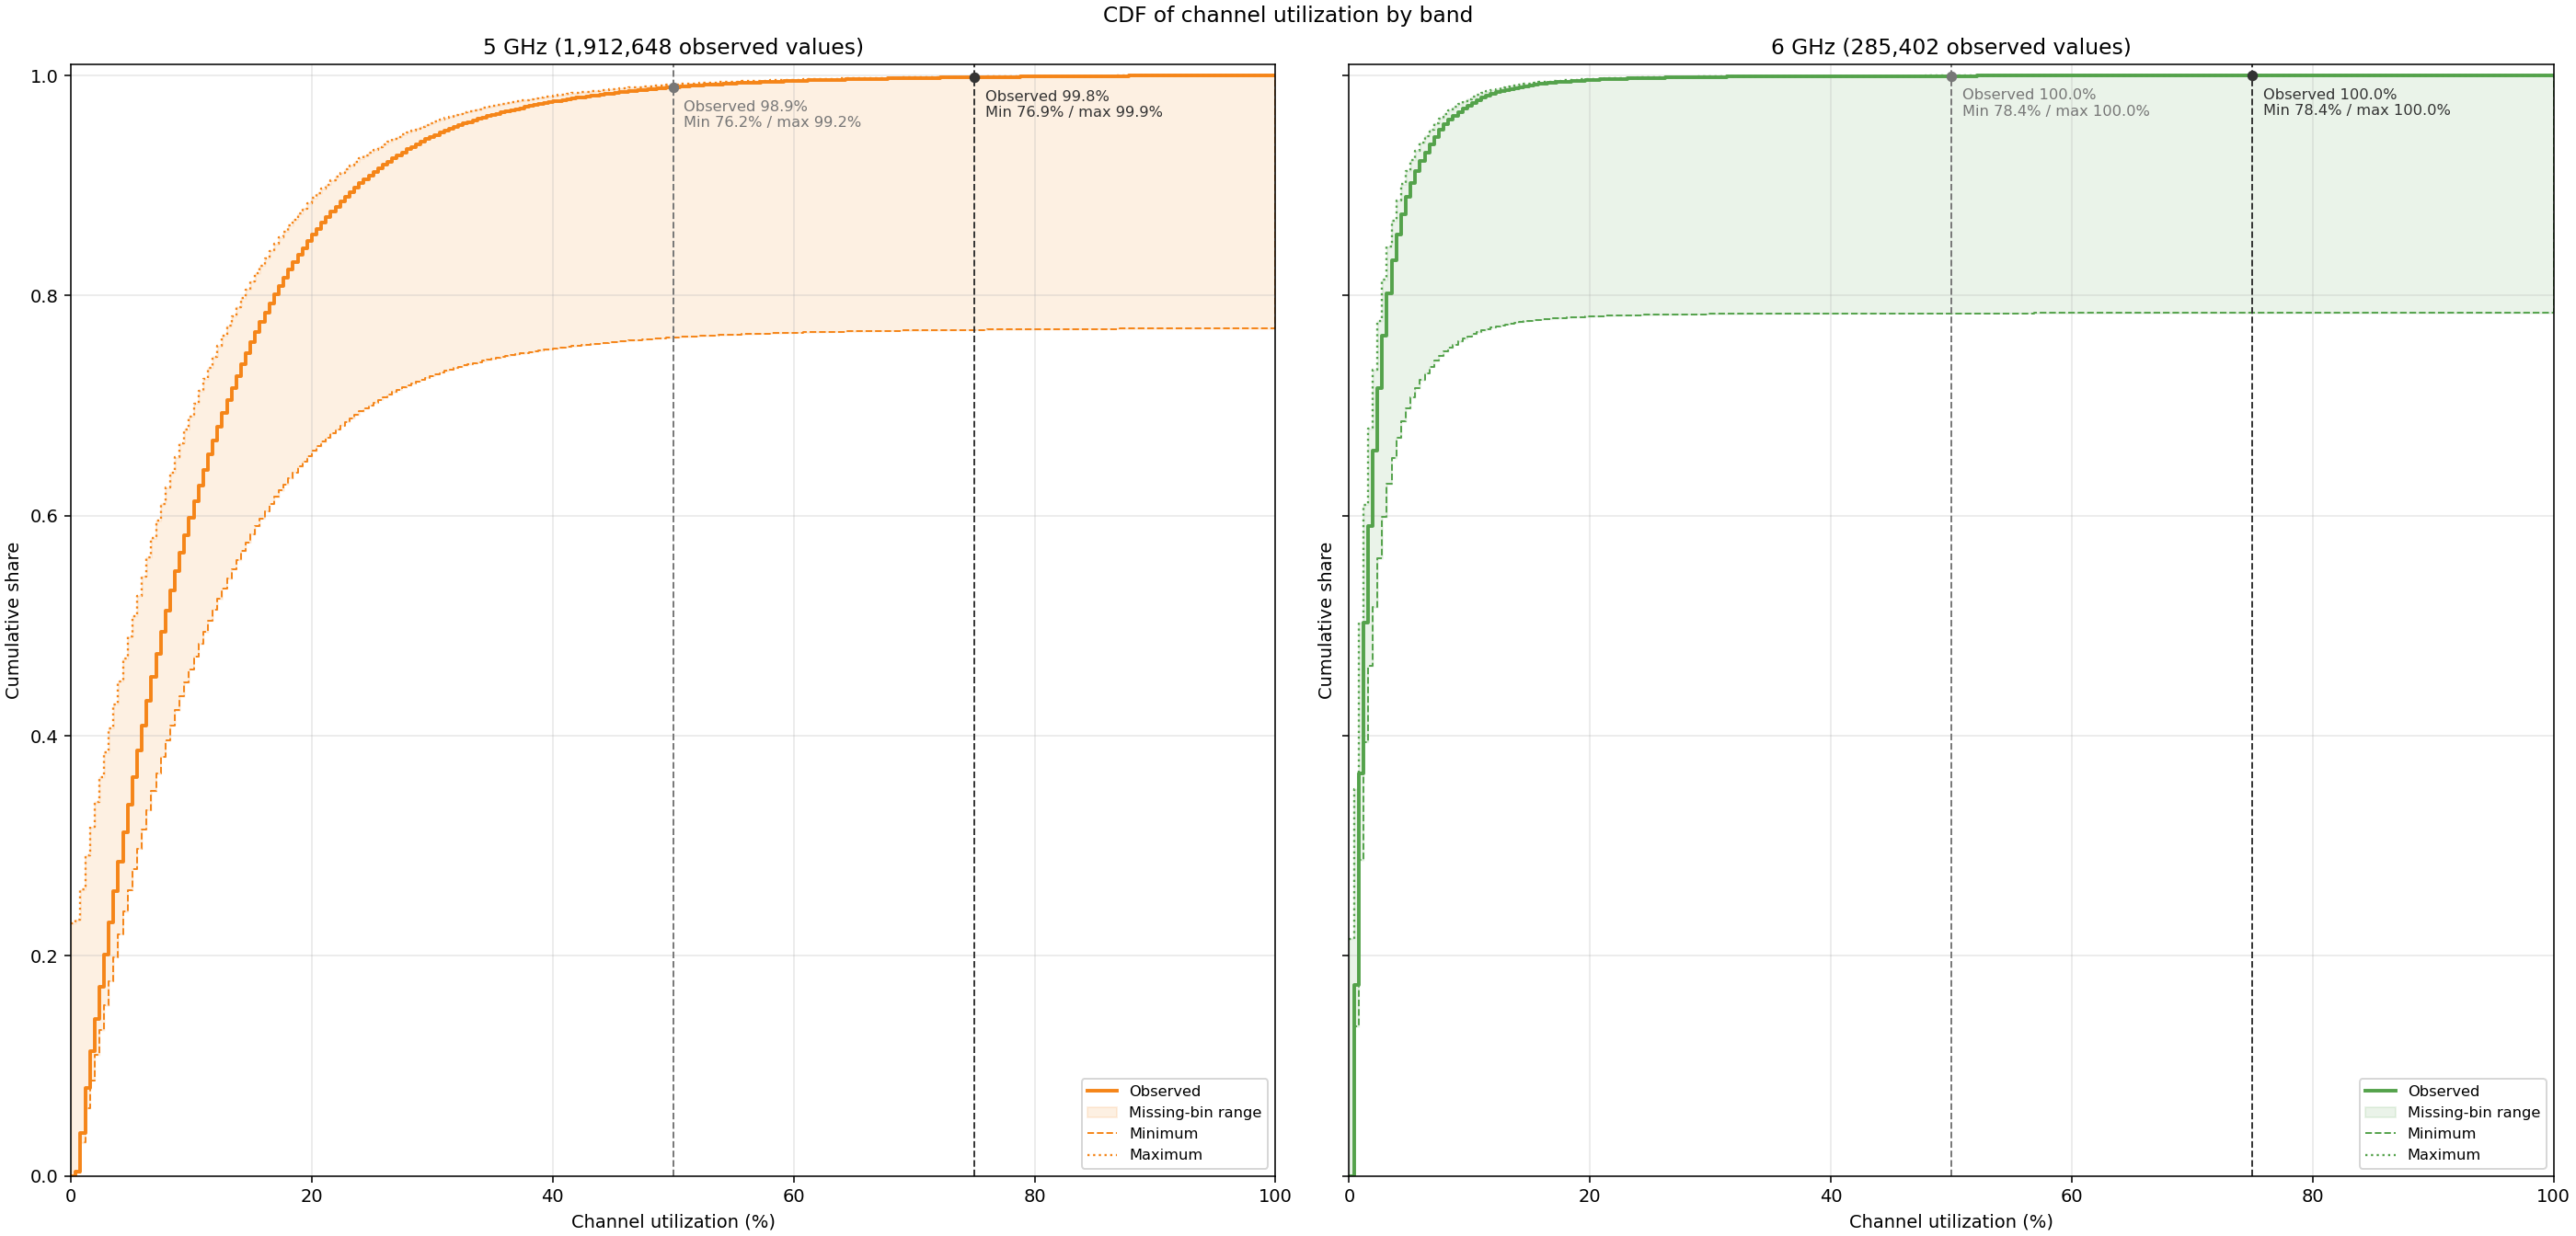 CDF of channel utilization by band
5 GHz (1,912,648 observed values)
1.0
0.8
0.6
0.4
0.2
0.0
Cumulative share
Observed 98.9%
Min 76.2% / max 99.2%
Observed 99.8%
Min 76.9% / max 99.9%
Observed
Missing-bin range
Minimum
Maximum
0 20 40 60 80 100
Channel utilization (%)
6 GHz (285,402 observed values)
Cumulative share
Observed 100.0%
Min 78.4% / max 100.0%
Observed 100.0%
Min 78.4% / max 100.0%
Observed
Missing-bin range
Minimum
Maximum
0 20 40 60 80 100
Channel utilization (%)